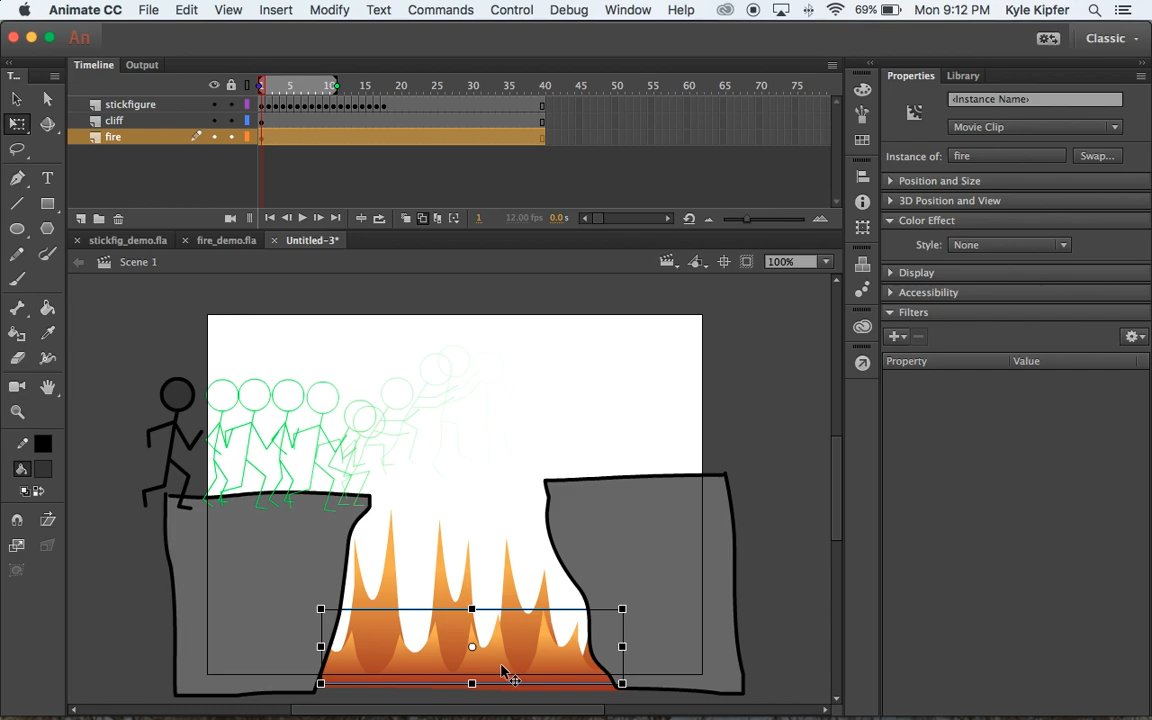 Animate CC File Edit View Insert Modify Text Commands Control Debug Window Help 69% Mon 9:12 PM Kyle Kipfer
An Classic
T... Timeline Output Properties Library
1 5 10 15 20 25 30 35 40 45 50 55 60 65 70 75
<Instance Name>
stickfigure
cliff Movie Clip
fire
Instance of: fire Swap...
Position and Size
3D Position and View
1 12.00 fps 0.0 s Color Effect
stickfig_demo.fla fire_demo.fla Untitled-3* Style: None
Scene 1 100%
Display
Accessibility
Filters
Property Value